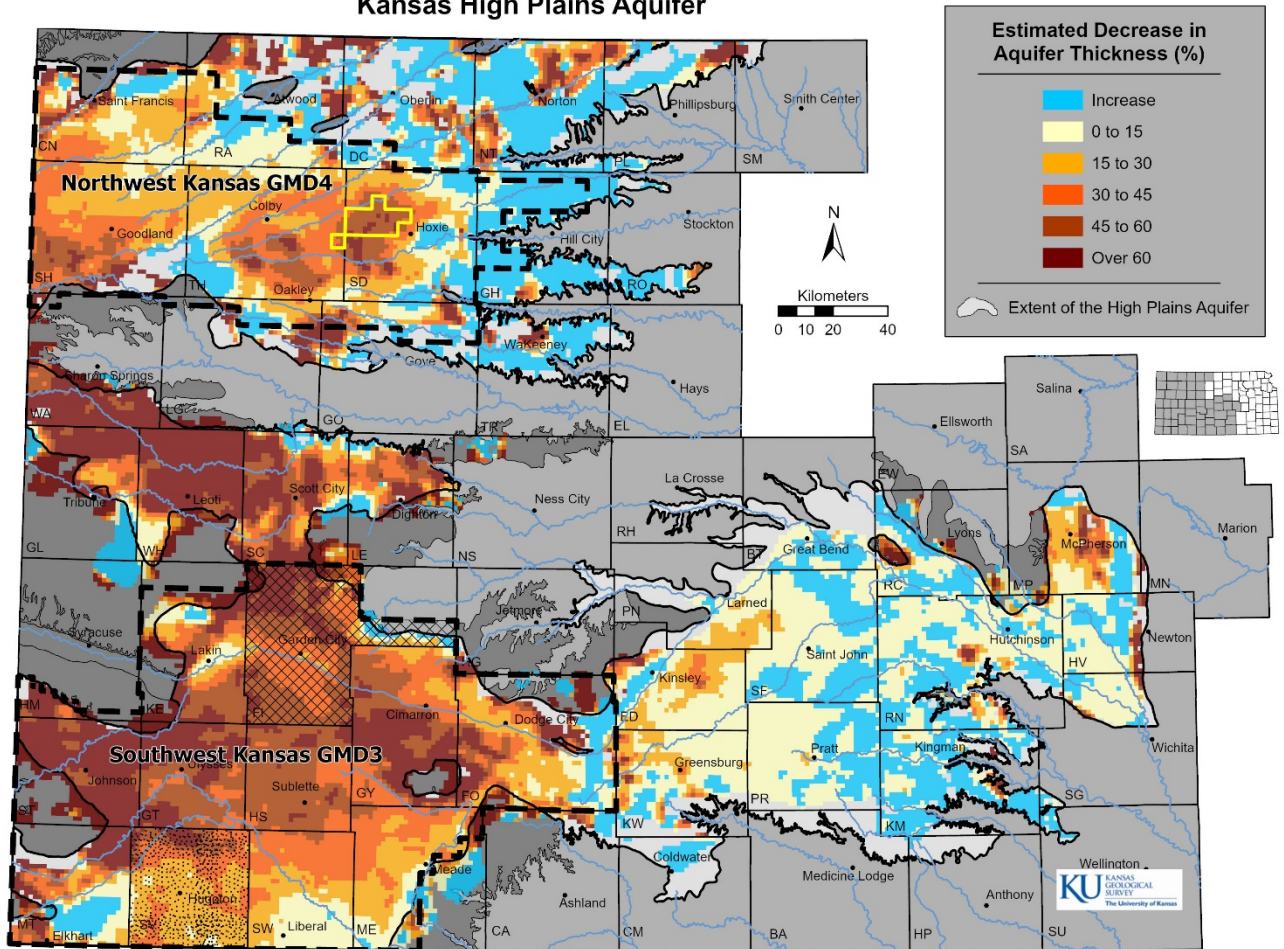 Kansas High Plains Aquifer
Estimated Decrease in
Aquifer Thickness (%)
Increase
0 to 15
15 to 30
30 to 45
45 to 60
Over 60
Extent of the High Plains Aquifer
N
Kilometers
0 10 20 40
Saint Francis
Atwood
Oberlin
Norton
Phillipsburg
Smith Center
CN
RA
DC
NT
PL
SM
Northwest Kansas GMD4
Colby
Goodland
Hoxie
Hill City
Stockton
SH
TH
SD
GH
RO
Oakley
WaKeeney
Gove
Sharon Springs
Hays
WA
LG
GO
TR
EL
Salina
Ellsworth
SA
EW
Tribune
Leoti
Scott City
Dighton
Ness City
La Crosse
Great Bend
Lyons
McPherson
Marion
GL
WH
SC
LE
NS
RH
BT
RC
MP
MN
Syracuse
Lakin
Garden City
Jetmore
PN
Larned
Saint John
Hutchinson
Newton
HV
Kinsley
SF
HM
KE
FI
Cimarron
Dodge City
ED
RN
Southwest Kansas GMD3
Johnson
Ulysses
Sublette
Greensburg
Pratt
Kingman
Wichita
ST
GT
HS
GY
FO
KW
PR
KM
SG
Meade
Coldwater
Medicine Lodge
Wellington
Hugoton
Ashland
Anthony
Elkhart
Liberal
MT
SV
SW
ME
CA
CM
BA
HP
SU
KU
KANSAS
GEOLOGICAL
SURVEY
The University of Kansas